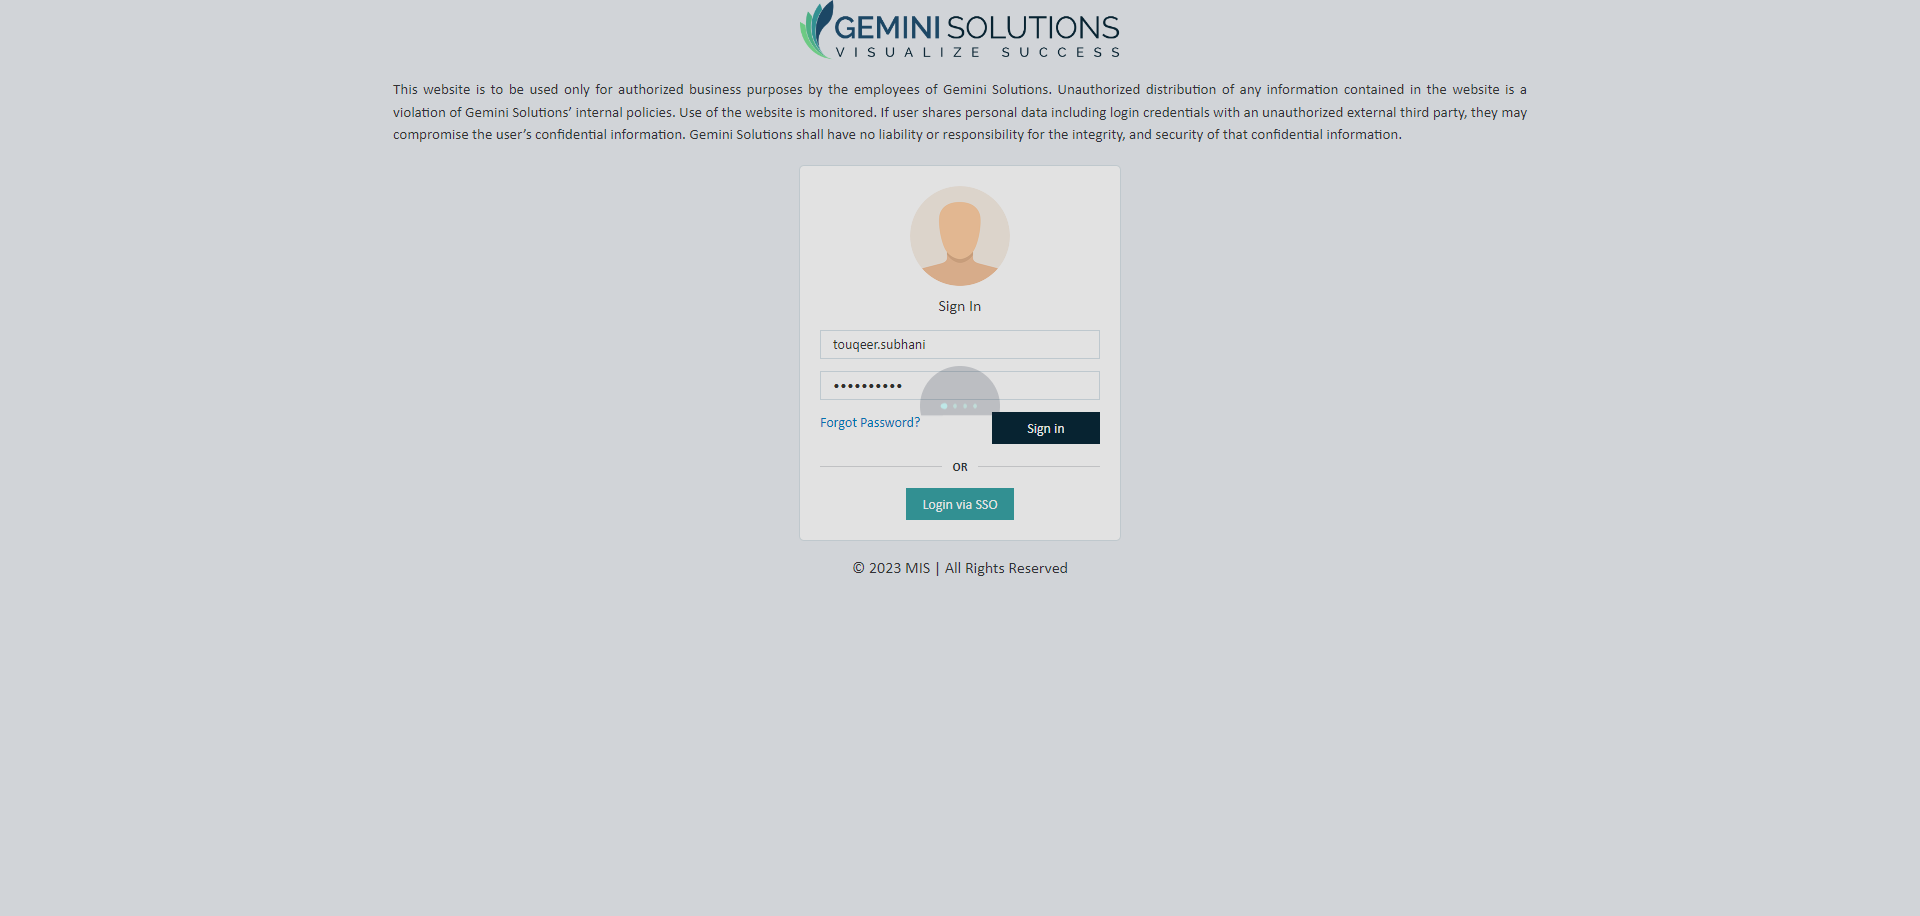 GEMINI SOLUTIONS
VISUALIZE SUCCESS
This website is to be used only for authorized business purposes by the employees of Gemini Solutions. Unauthorized distribution of any information contained in the website is a
violation of Gemini Solutions’ internal policies. Use of the website is monitored. If user shares personal data including login credentials with an unauthorized external third party, they may
compromise the user’s confidential information. Gemini Solutions shall have no liability or responsibility for the integrity, and security of that confidential information.
Sign In
touqeer.subhani
••••••••••
Forgot Password?
Sign in
OR
Login via SSO
© 2023 MIS | All Rights Reserved